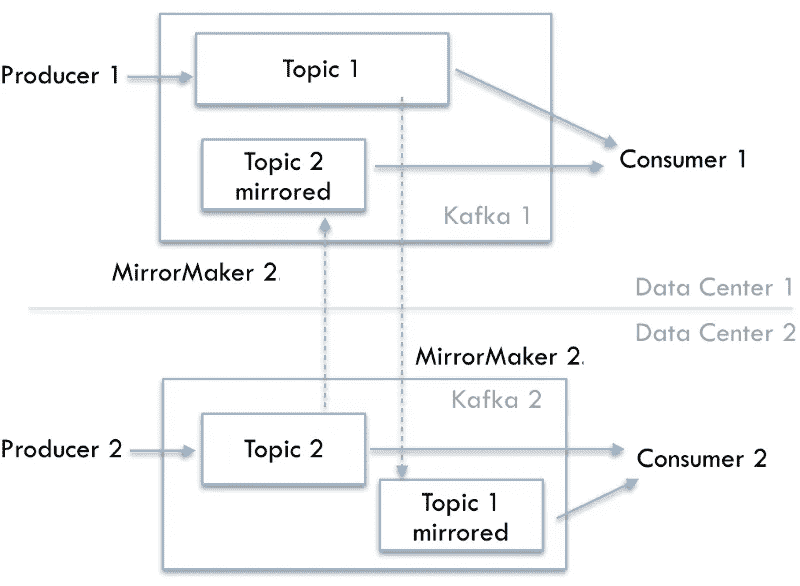 Producer 1
Topic 1
Topic 2
mirrored
Consumer 1
Kafka 1
MirrorMaker 2.
Data Center 1
Data Center 2
MirrorMaker 2.
Kafka 2
Producer 2
Topic 2
Consumer 2
Topic 1
mirrored